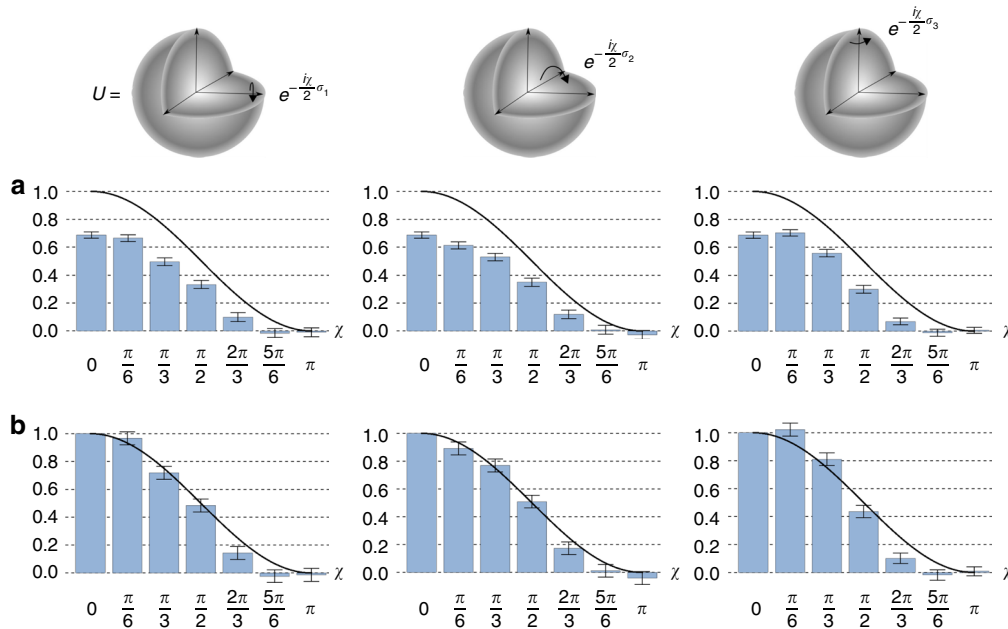 U = e^{-\frac{iχ}{2}σ_1} e^{-\frac{iχ}{2}σ_2} e^{-\frac{iχ}{2}σ_3}
a
1.0 1.0 1.0
0.8 0.8 0.8
0.6 0.6 0.6
0.4 0.4 0.4
0.2 0.2 0.2
0.0 χ 0.0 χ 0.0 χ
0 π/6 π/3 π/2 2π/3 5π/6 π 0 π/6 π/3 π/2 2π/3 5π/6 π 0 π/6 π/3 π/2 2π/3 5π/6 π
b
1.0 1.0 1.0
0.8 0.8 0.8
0.6 0.6 0.6
0.4 0.4 0.4
0.2 0.2 0.2
0.0 χ 0.0 χ 0.0 χ
0 π/6 π/3 π/2 2π/3 5π/6 π 0 π/6 π/3 π/2 2π/3 5π/6 π 0 π/6 π/3 π/2 2π/3 5π/6 π